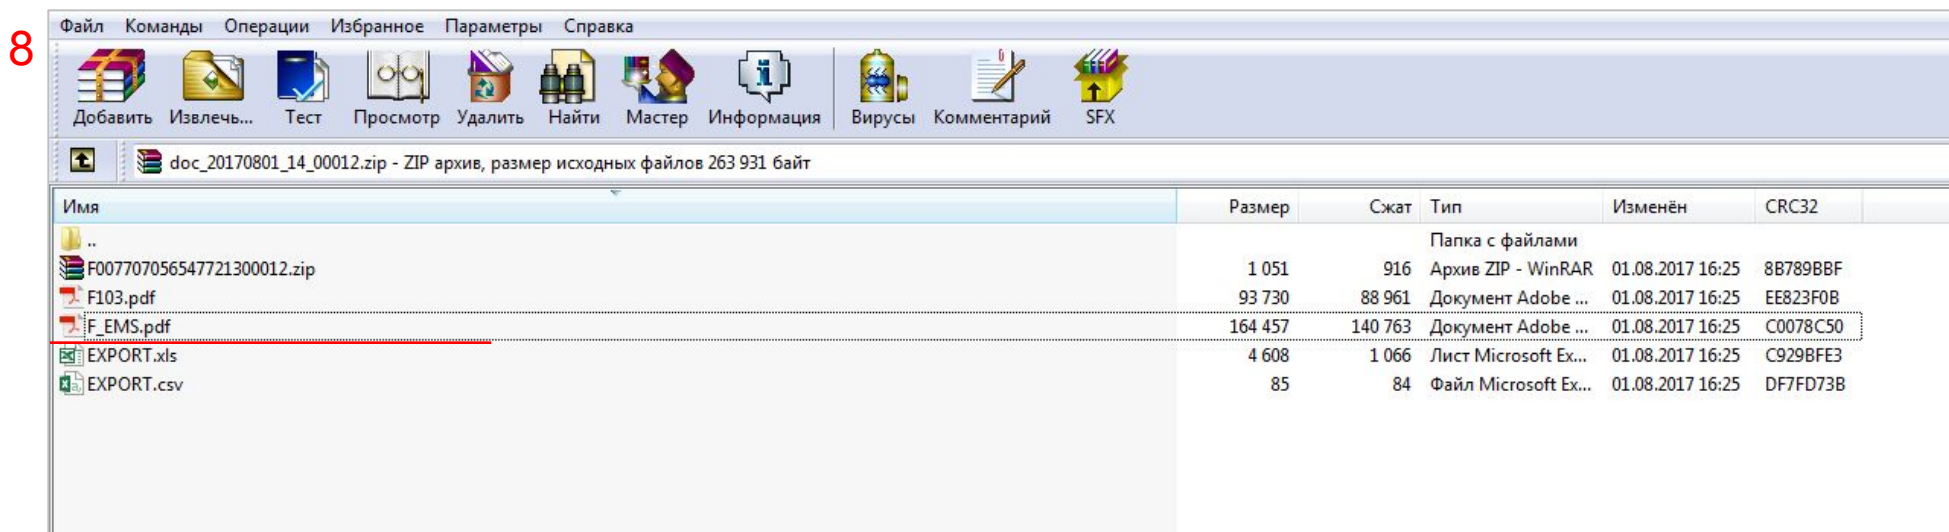 8
Файл Команды Операции Избранное Параметры Справка
Добавить Извлечь... Тест Просмотр Удалить Найти Мастер Информация Вирусы Комментарий SFX
doc_20170801_14_00012.zip - ZIP архив, размер исходных файлов 263 931 байт
Имя Размер Сжат Тип Изменён CRC32
.. Папка с файлами
F007707056547721300012.zip 1 051 916 Архив ZIP - WinRAR 01.08.2017 16:25 8B789BBF
F103.pdf 93 730 88 961 Документ Adobe ... 01.08.2017 16:25 EE823F0B
F_EMS.pdf 164 457 140 763 Документ Adobe ... 01.08.2017 16:25 C0078C50
EXPORT.xls 4 608 1 066 Лист Microsoft Ex... 01.08.2017 16:25 C929BFE3
EXPORT.csv 85 84 Файл Microsoft Ex... 01.08.2017 16:25 DF7FD73B